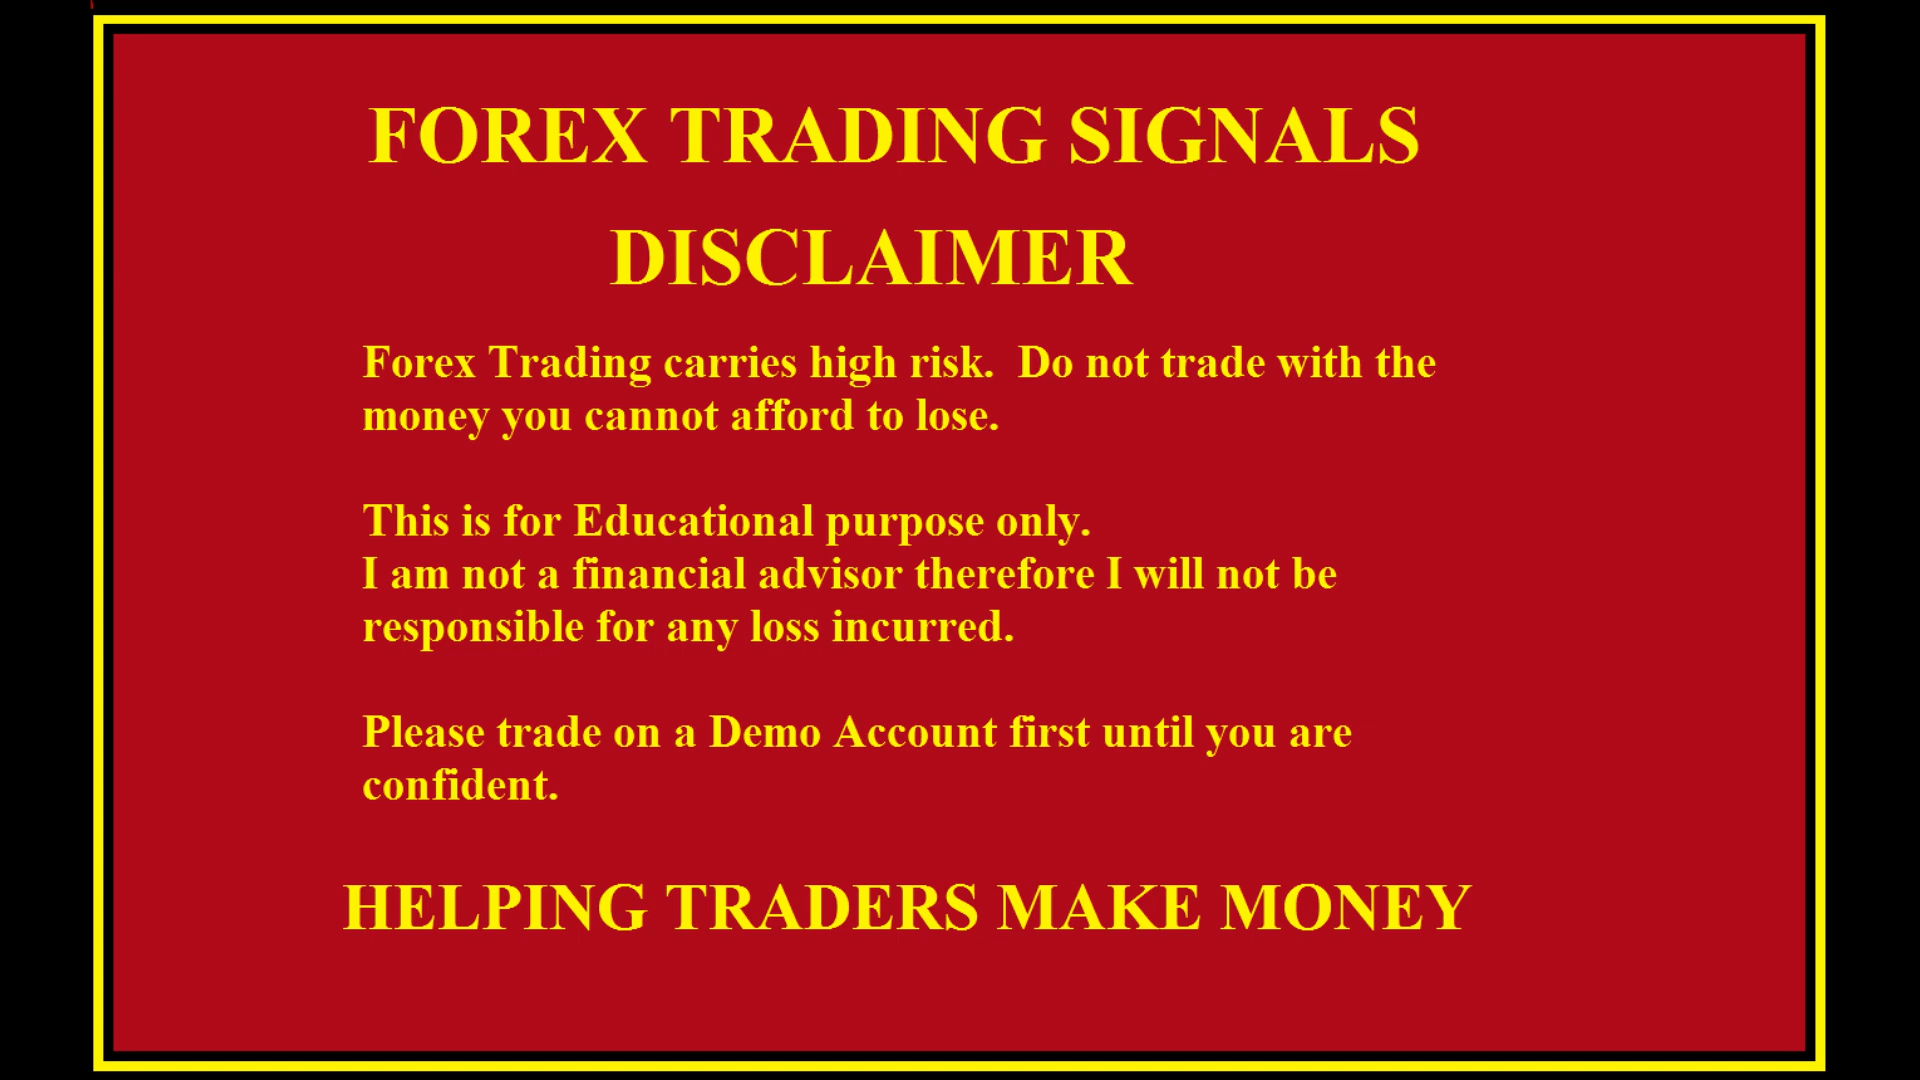 FOREX TRADING SIGNALS
DISCLAIMER
Forex Trading carries high risk.  Do not trade with the
money you cannot afford to lose.
This is for Educational purpose only.
I am not a financial advisor therefore I will not be
responsible for any loss incurred.
Please trade on a Demo Account first until you are
confident.
HELPING TRADERS MAKE MONEY